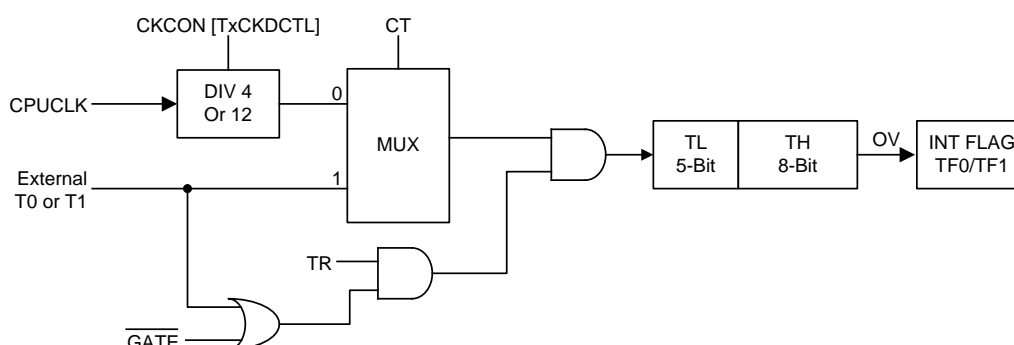 CKCON [TxCKDCTL]
CT
CPUCLK
DIV 4
Or 12
0
MUX
External
T0 or T1
1
TL
5-Bit
TH
8-Bit
OV
INT FLAG
TF0/TF1
TR
GATE